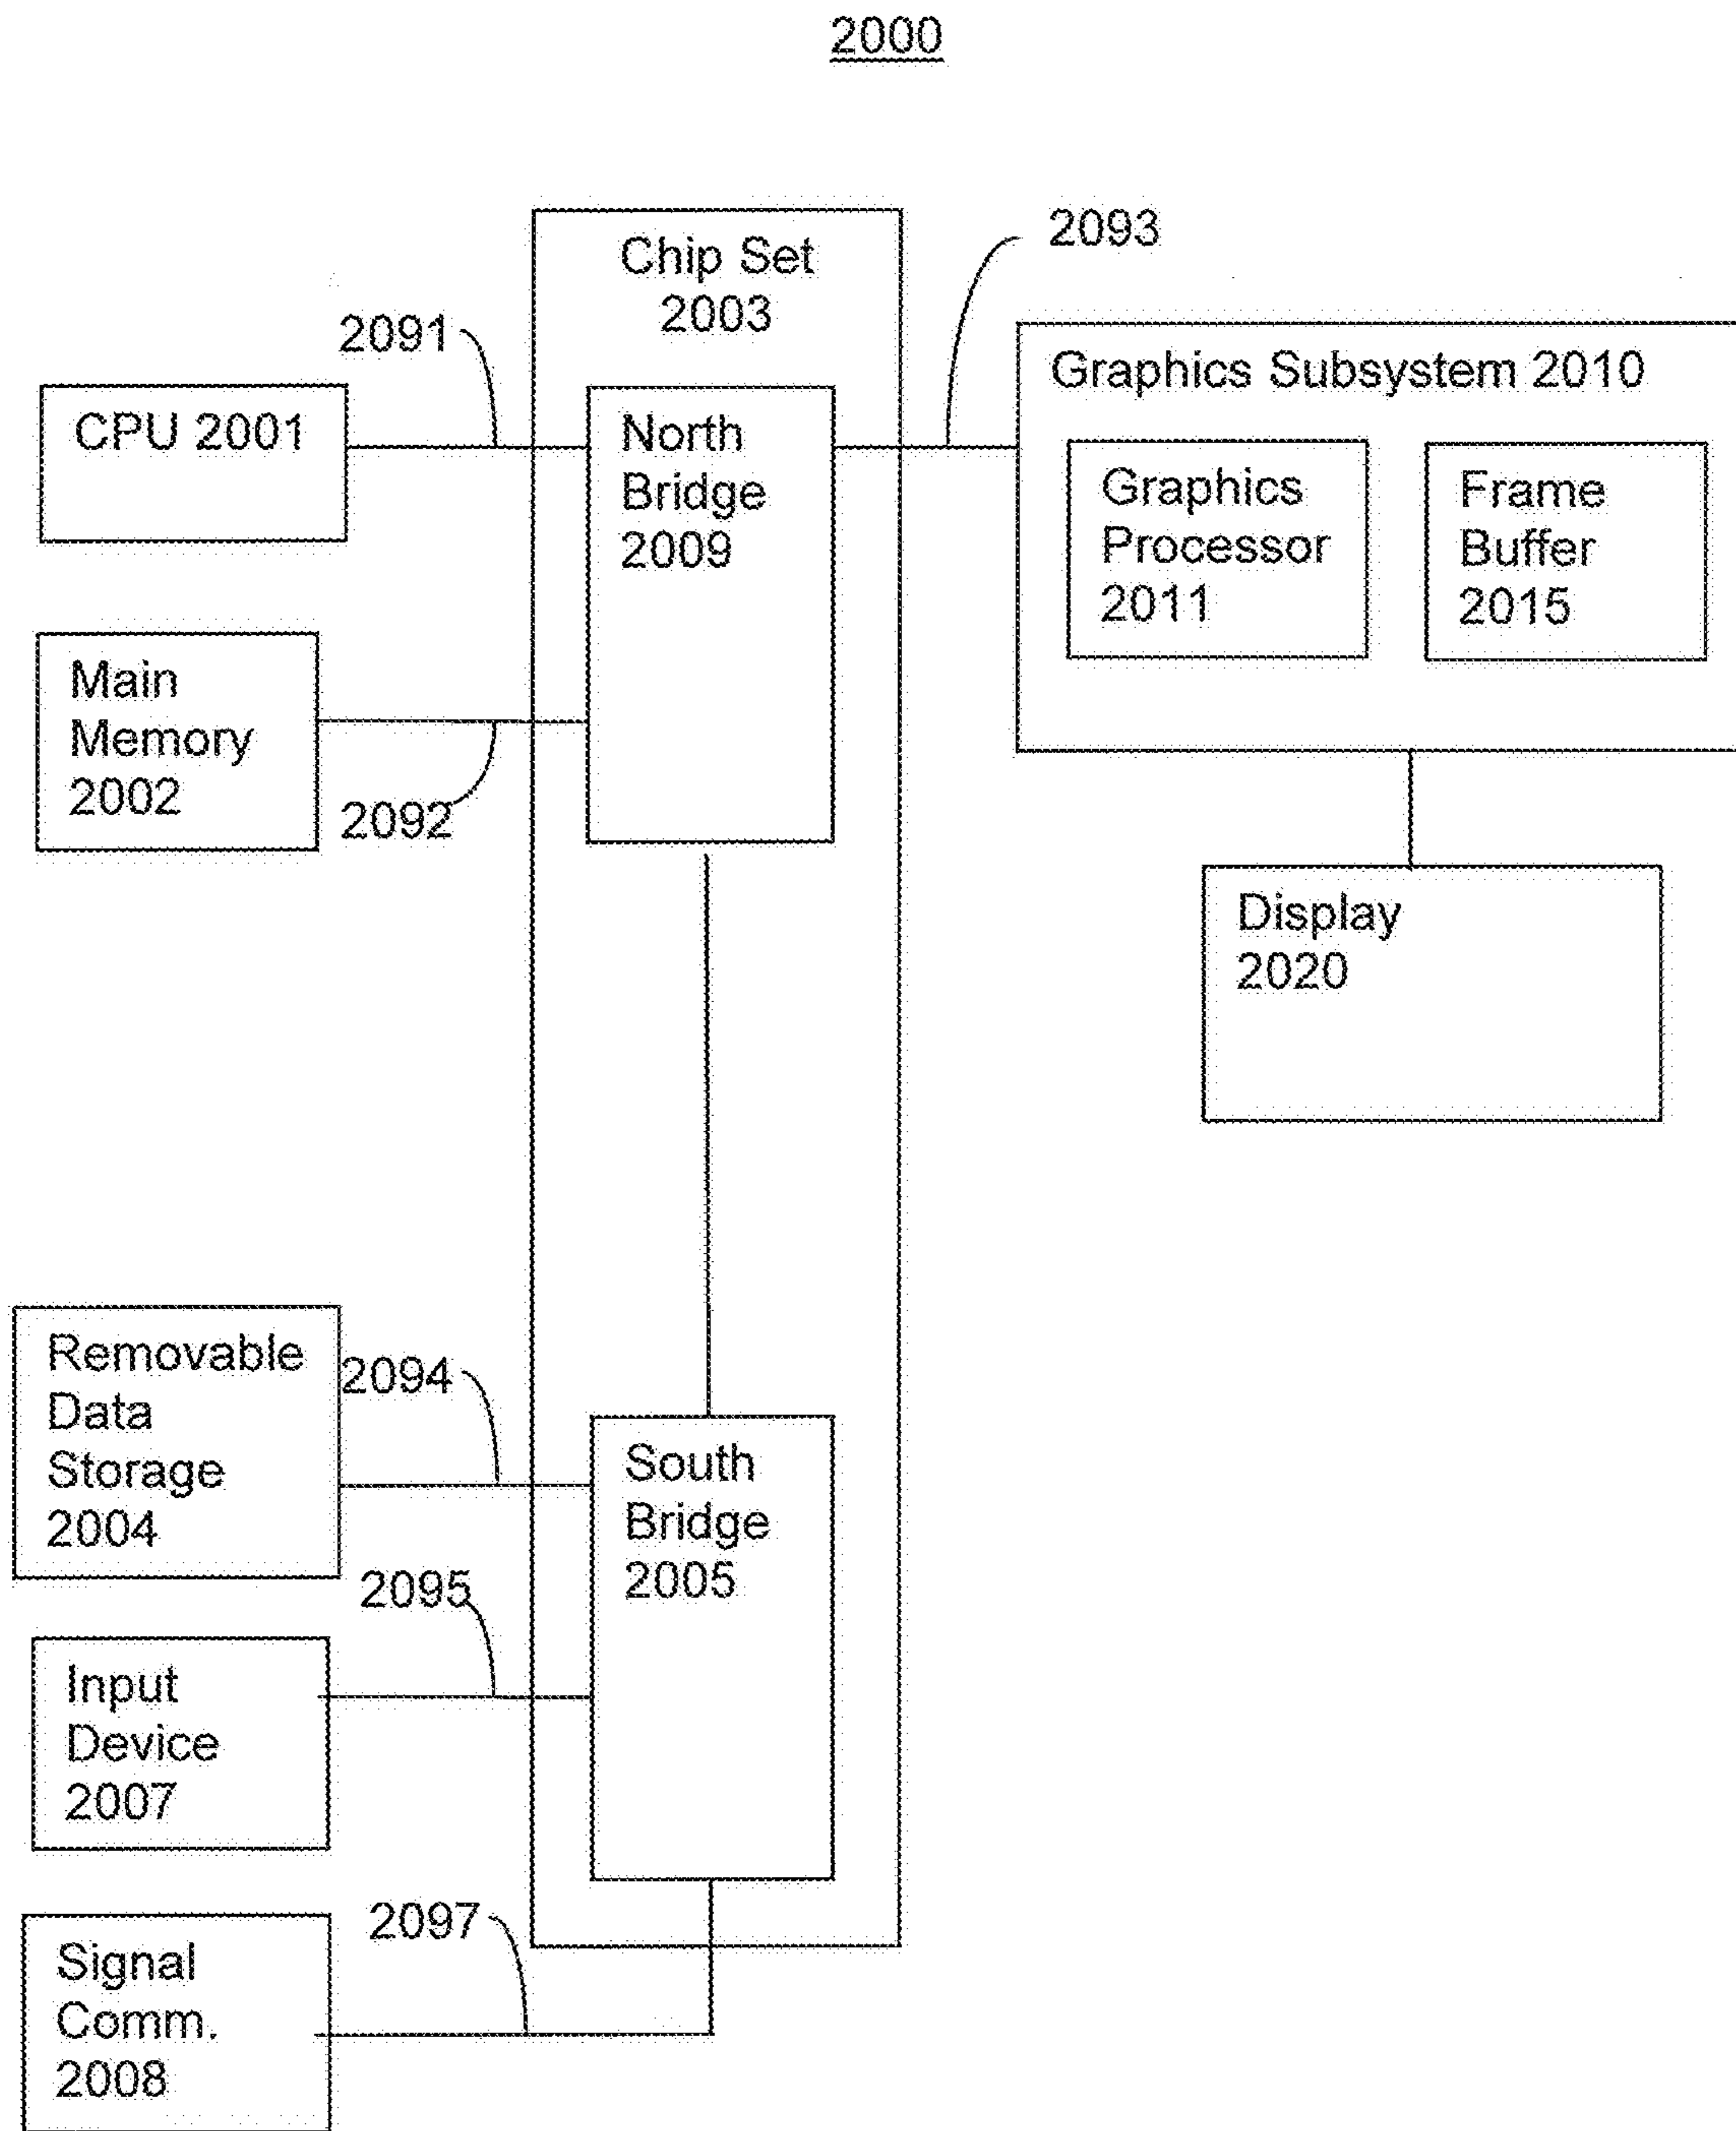 2000
Chip Set
2003
2093
2091
Graphics Subsystem 2010
CPU 2001
North
Bridge
2009
Graphics
Processor
2011
Frame
Buffer
2015
Main
Memory
2002
2092
Display
2020
Removable
Data
Storage
2004
2094
South
Bridge
2005
2095
Input
Device
2007
2097
Signal
Comm.
2008